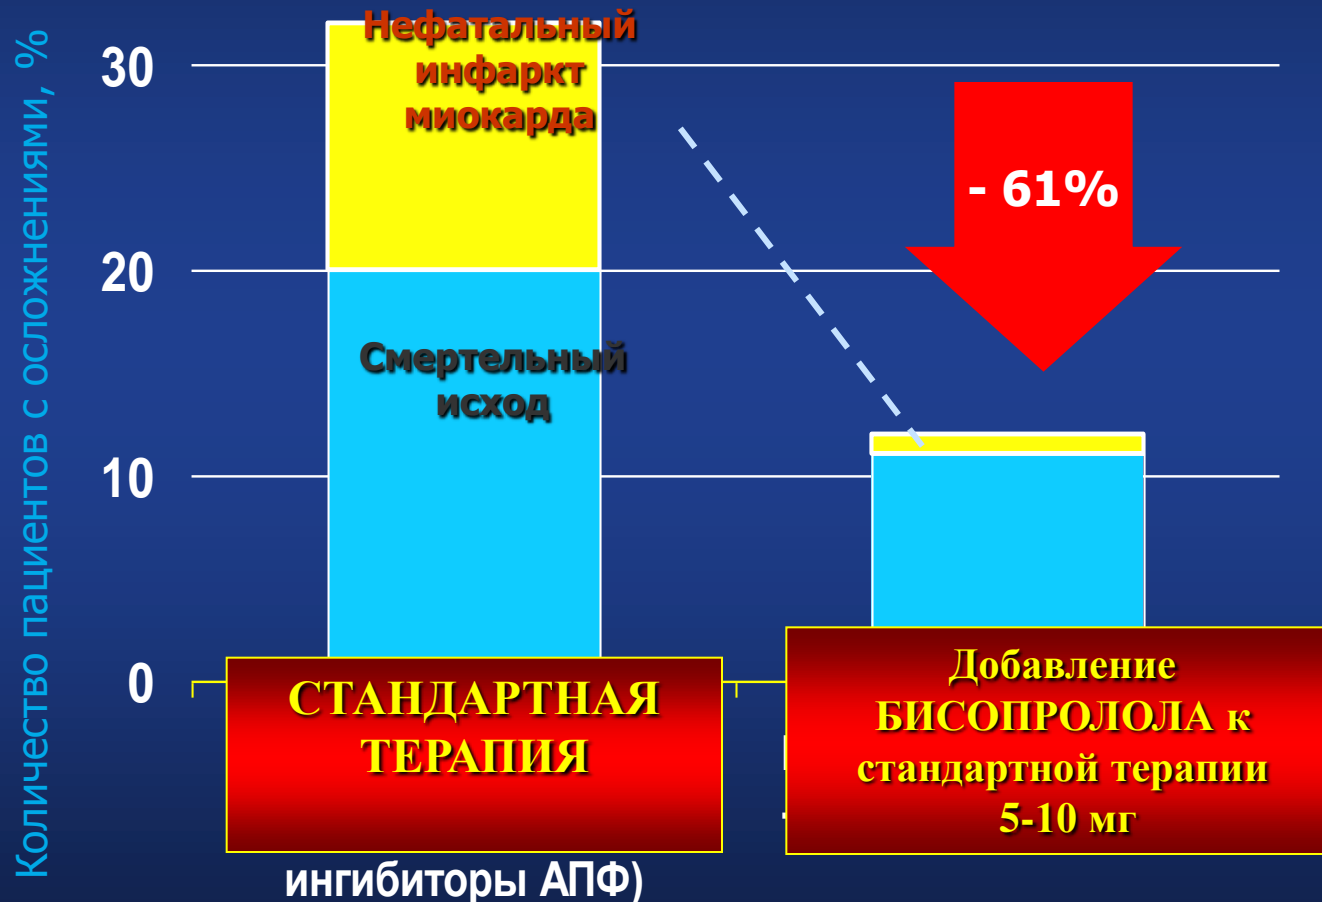 Количество пациентов с осложнениями, %
30
20
10
0
Нефатальный
инфаркт
миокарда
Смертельный
исход
- 61%
СТАНДАРТНАЯ
ТЕРАПИЯ
ингибиторы АПФ)
Добавление
БИСОПРОЛОЛА к
стандартной терапии
5-10 мг